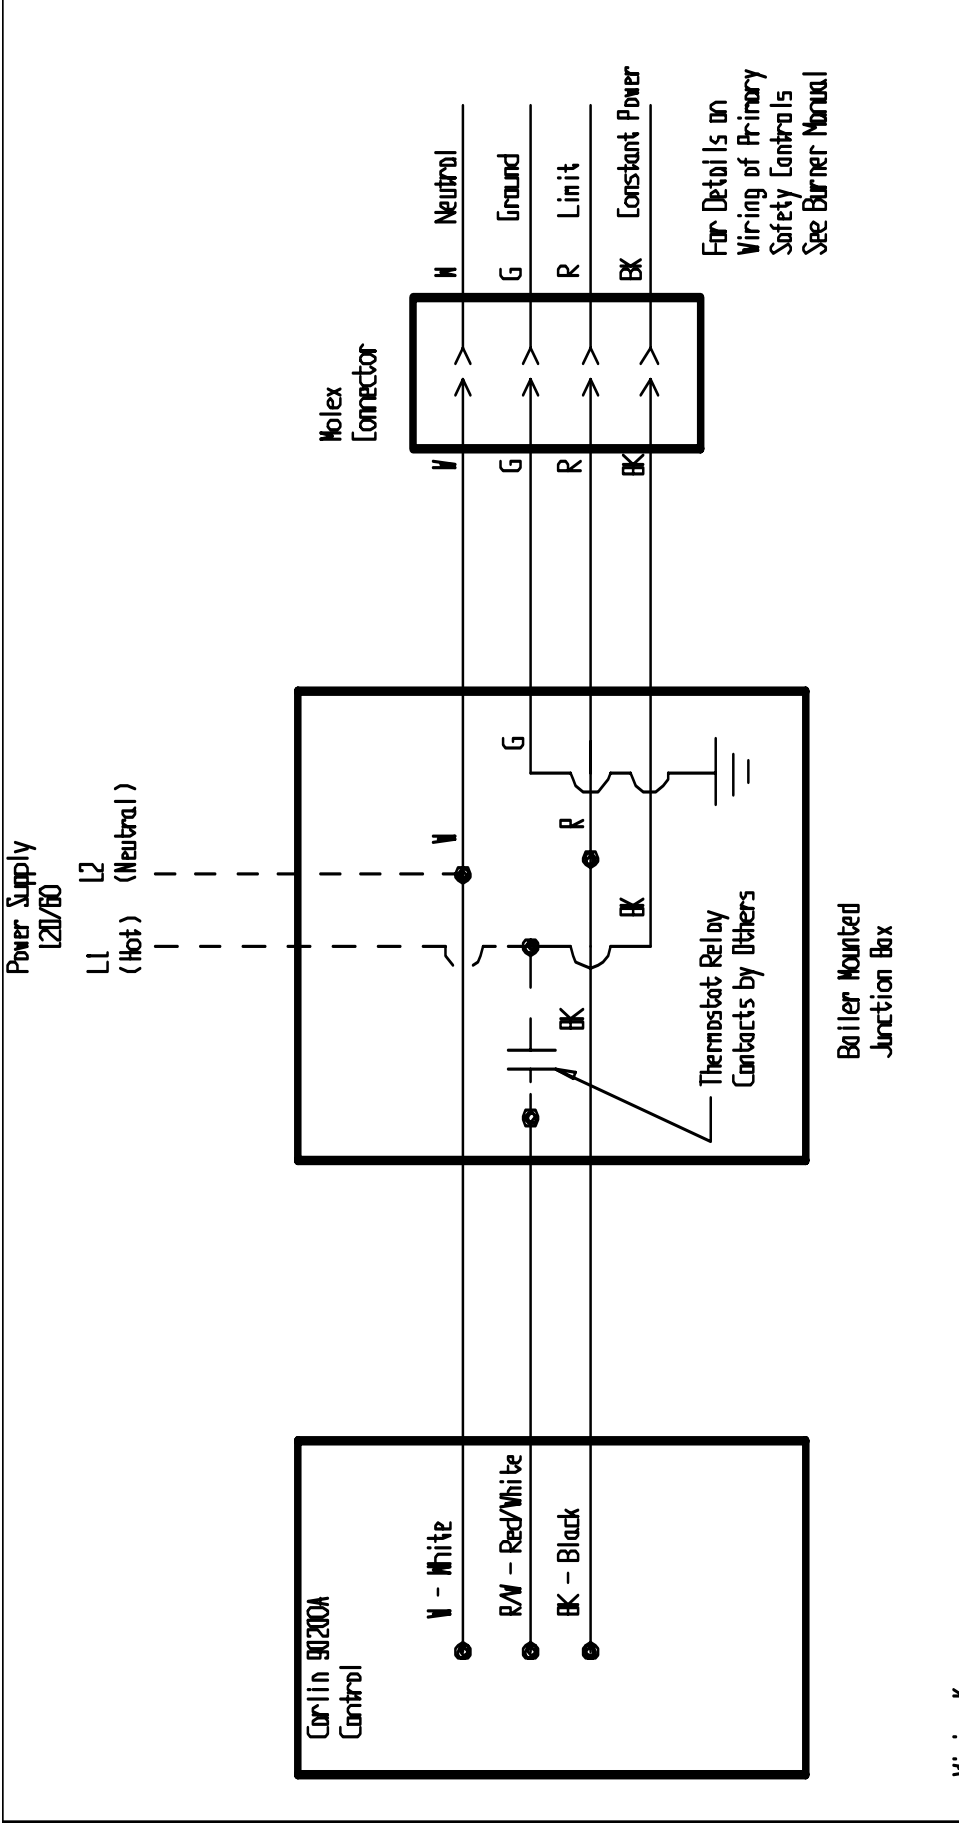 Power Supply
120/60
L1
(Hot)
L2
(Neutral)
Carlin 90200A
Control
W - White
R/W - Red/White
BK - Black
W
G
R
BK
BK
Thermostat Relay
Contacts by Others
Boiler Mounted
Junction Box
Molex
Connector
W
G
R
BK
W
G
R
BK
Neutral
Ground
Limit
Constant Power
For Details on
Wiring of Primary
Safety Controls
See Burner Manual